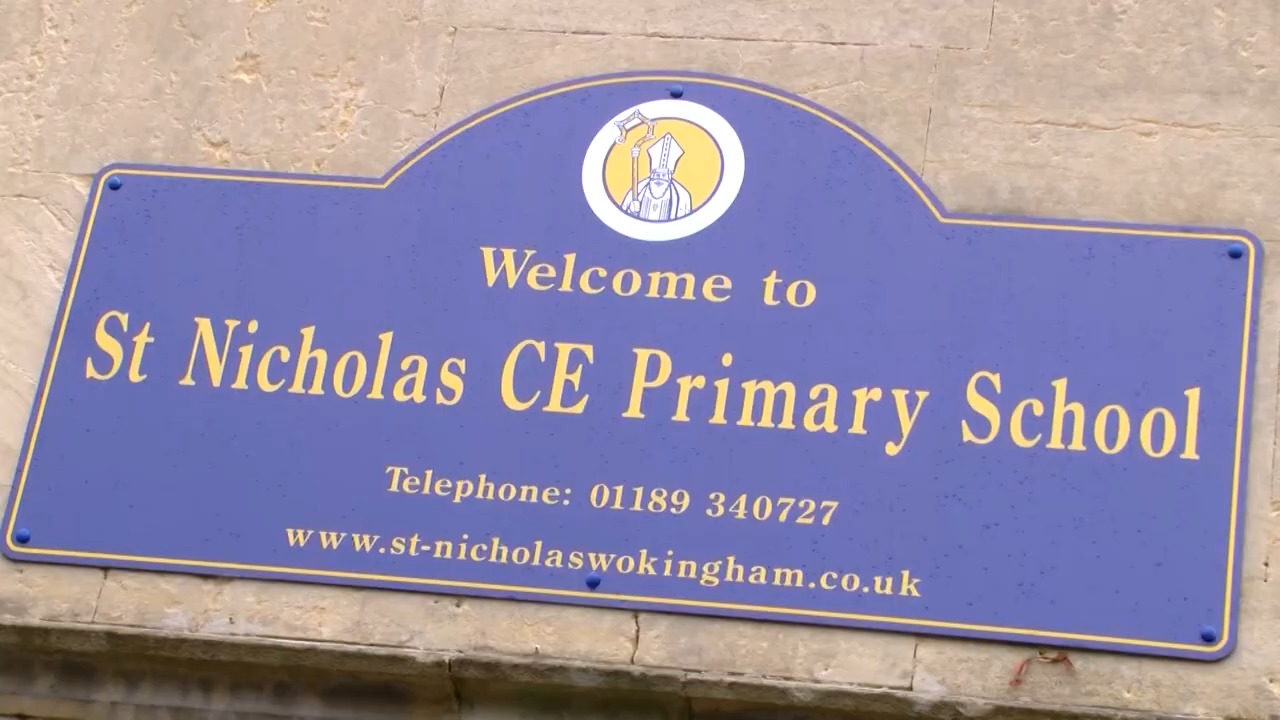 Welcome to
St Nicholas CE Primary School
Telephone: 01189 340727
www.st-nicholaswokingham.co.uk